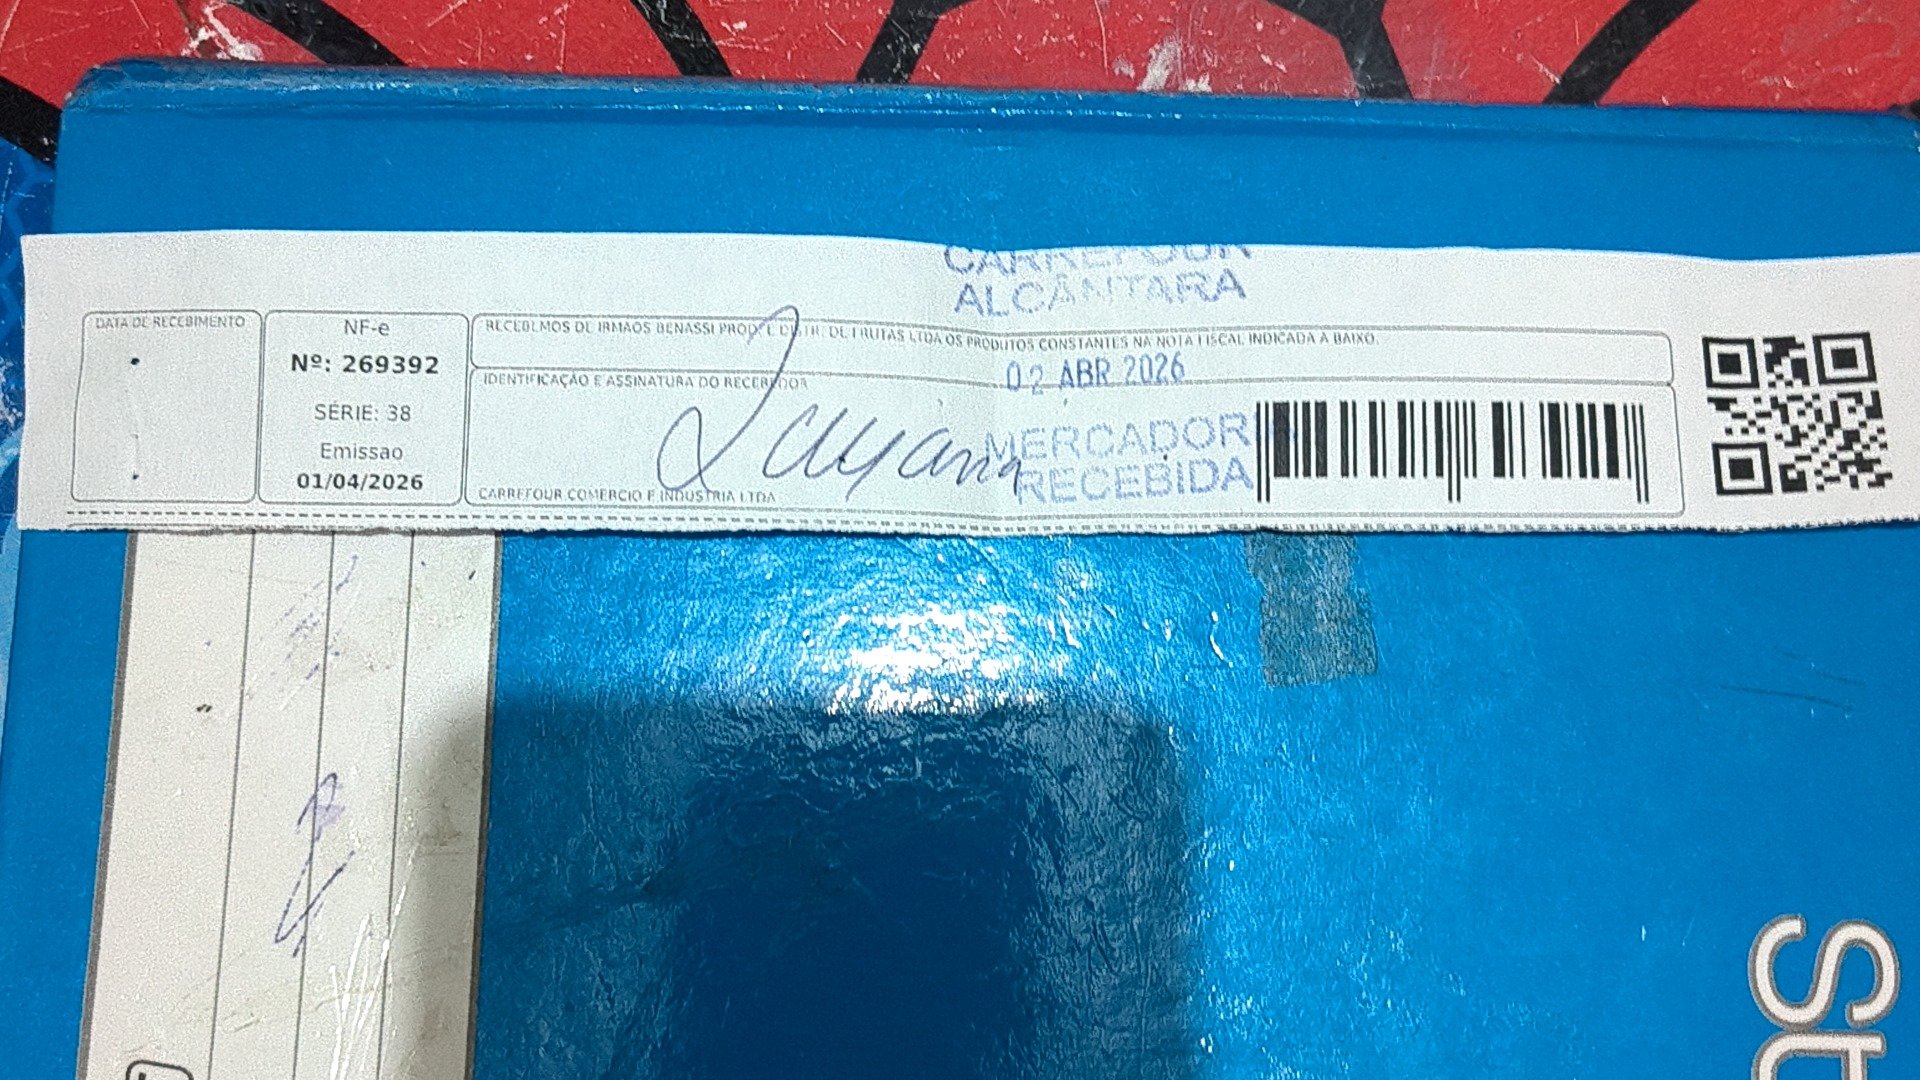 CARREFOUR
ALCÂNTARA
DATA DE RECEBIMENTO
NF-e
Nº: 269392
SÉRIE: 38
Emissao
01/04/2026
RECEBEMOS DE IRMAOS BENASSI PROD. E DISTR. DE FRUTAS LTDA OS PRODUTOS CONSTANTES NA NOTA FISCAL INDICADA A BAIXO.
02 ABR 2026
IDENTIFICAÇÃO E ASSINATURA DO RECEBEDOR
MERCADORIA
RECEBIDA
CARREFOUR COMERCIO E INDUSTRIA LTDA
St